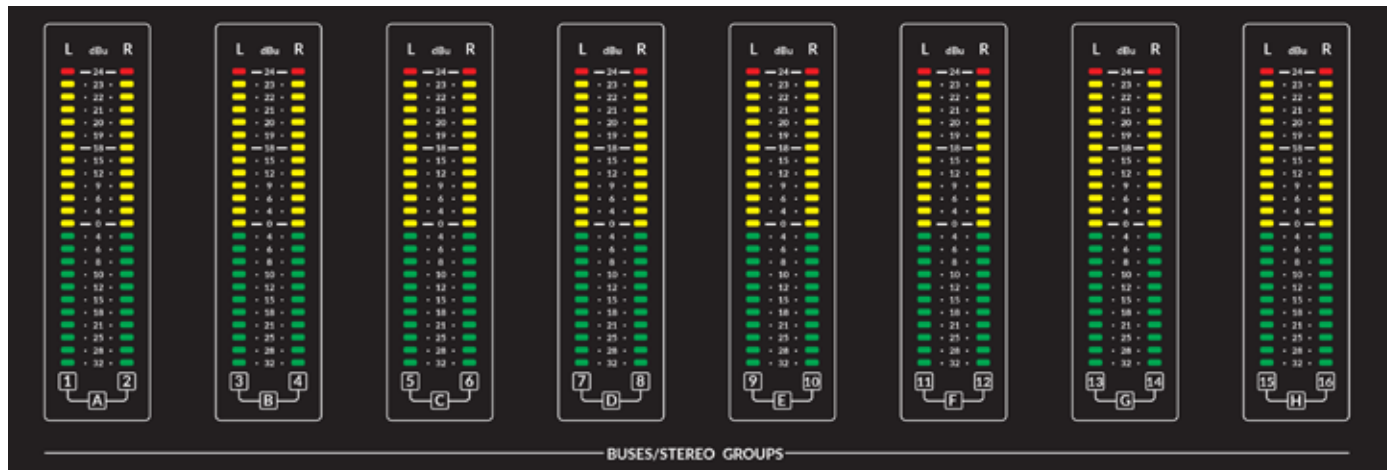 L dBu R L dBu R L dBu R L dBu R L dBu R L dBu R L dBu R L dBu R
24 24 24 24 24 24 24 24
23 23 23 23 23 23 23 23
22 22 22 22 22 22 22 22
21 21 21 21 21 21 21 21
20 20 20 20 20 20 20 20
19 19 19 19 19 19 19 19
18 18 18 18 18 18 18 18
15 15 15 15 15 15 15 15
12 12 12 12 12 12 12 12
9 9 9 9 9 9 9 9
6 6 6 6 6 6 6 6
4 4 4 4 4 4 4 4
0 0 0 0 0 0 0 0
4 4 4 4 4 4 4 4
6 6 6 6 6 6 6 6
8 8 8 8 8 8 8 8
10 10 10 10 10 10 10 10
12 12 12 12 12 12 12 12
15 15 15 15 15 15 15 15
18 18 18 18 18 18 18 18
21 21 21 21 21 21 21 21
25 25 25 25 25 25 25 25
28 28 28 28 28 28 28 28
32 32 32 32 32 32 32 32
1 2 3 4 5 6 7 8 9 10 11 12 13 14 15 16
A B C D E F G H
BUSES/STEREO GROUPS